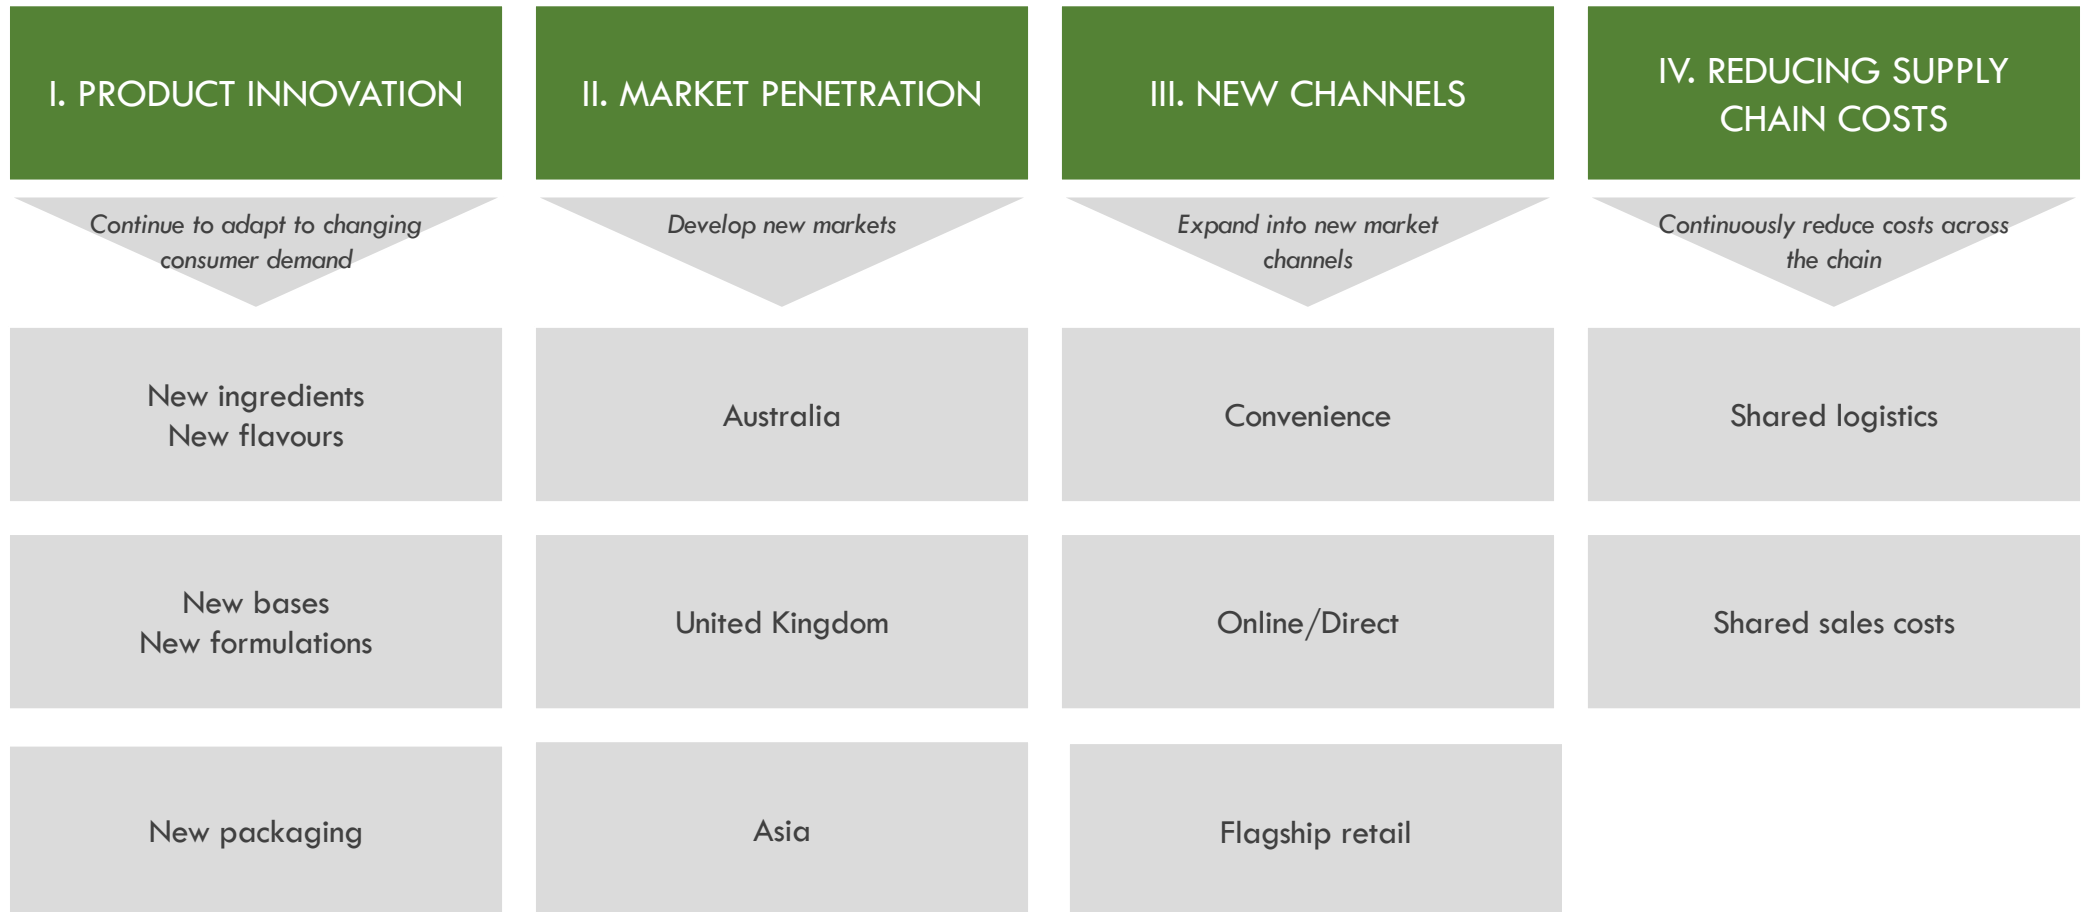 I. PRODUCT INNOVATION
II. MARKET PENETRATION
III. NEW CHANNELS
IV. REDUCING SUPPLY
CHAIN COSTS
Continue to adapt to changing
consumer demand
Develop new markets
Expand into new market
channels
Continuously reduce costs across
the chain
New ingredients
New flavours
Australia
Convenience
Shared logistics
New bases
New formulations
United Kingdom
Online/Direct
Shared sales costs
New packaging
Asia
Flagship retail